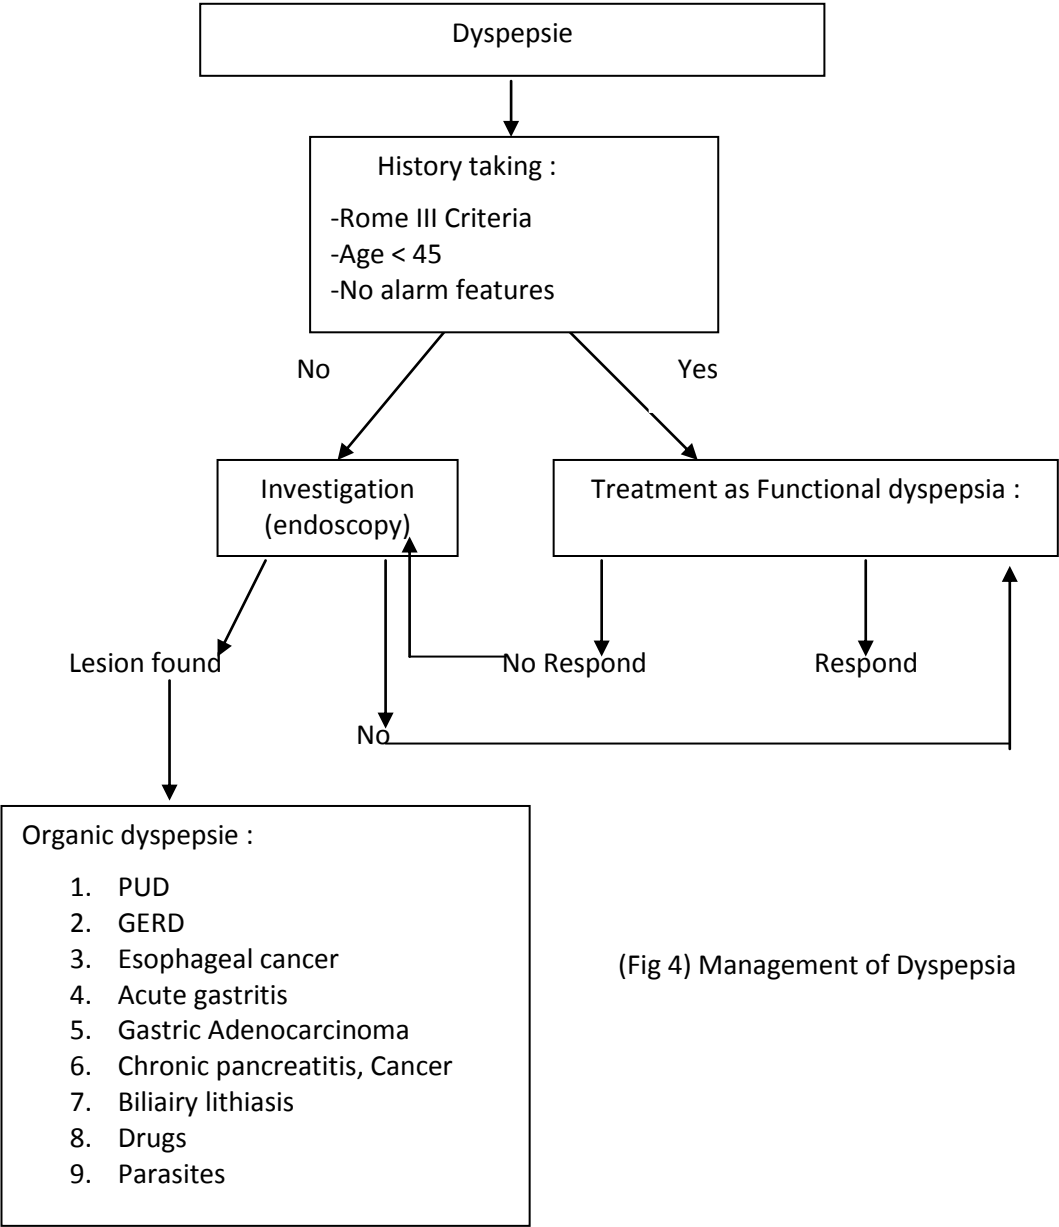 Dyspepsie
History taking :
-Rome III Criteria
-Age < 45
-No alarm features
No
Yes
Investigation
(endoscopy)
Treatment as Functional dyspepsia :
Lesion found
No Respond
Respond
No
Organic dyspepsie :
1. PUD
2. GERD
3. Esophageal cancer
4. Acute gastritis
5. Gastric Adenocarcinoma
6. Chronic pancreatitis, Cancer
7. Biliairy lithiasis
8. Drugs
9. Parasites
(Fig 4) Management of Dyspepsia